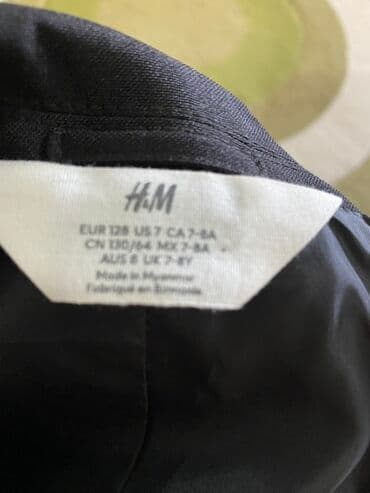 H&M
EUR 128 US 7 CA 7-8A
CN 130/64 MX 7-8A
AUS 8 UK 7-8Y
Made in Myanmar
Fabriqué en Birmanie